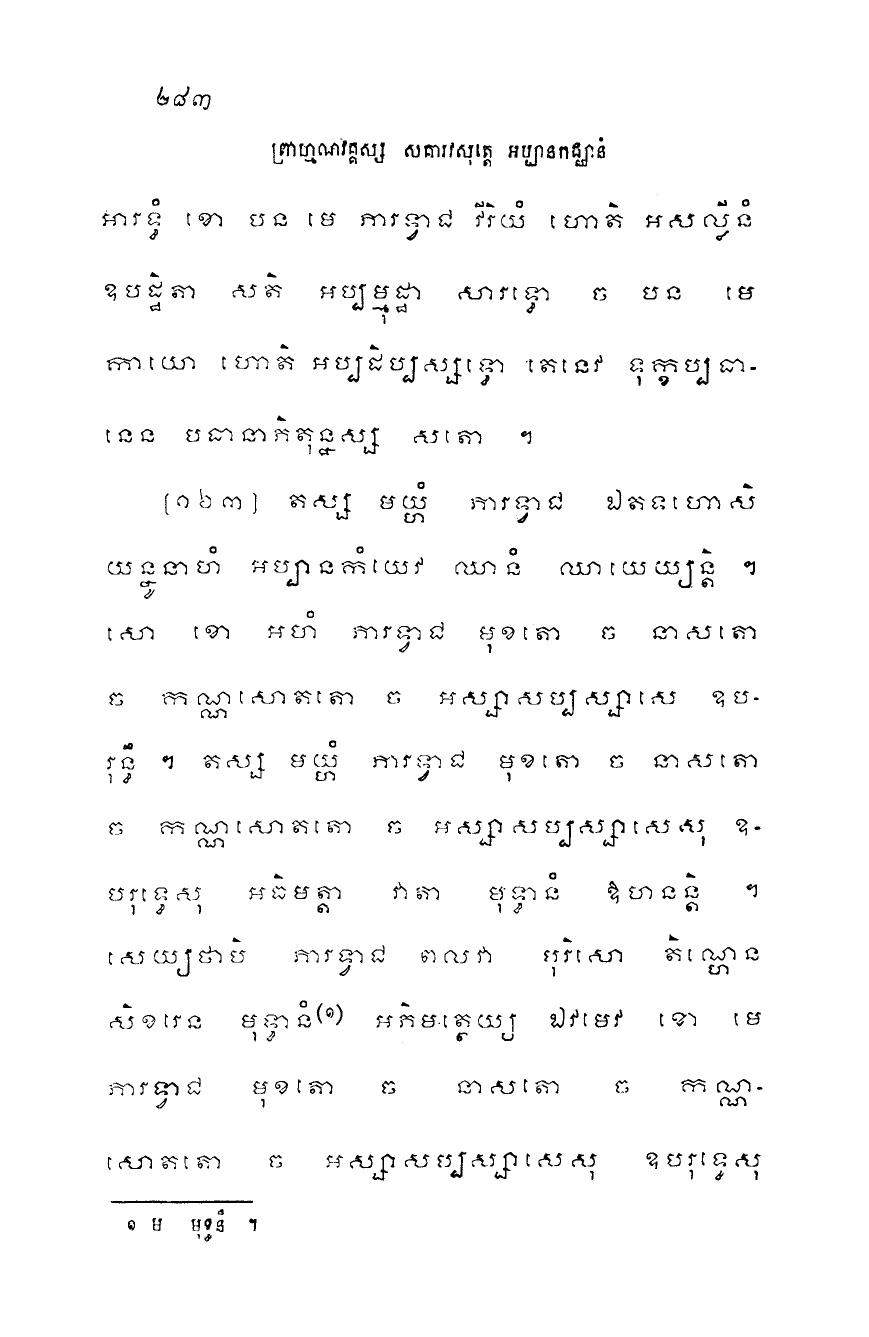 ២៨៣
ព្រាហ្មណវគ្គស្ស សគារវសុត្តេ អប្បានកជ្ឈានំ
អារទ្ធំ ខោ បន មេ ភារទ្វាជ វីរិយំ ហោតិ អសល្លីនំ
ឧបដ្ឋិតា សតិ អប្បម្មុដ្ឋា សារទ្ធោ ច បន មេ
កាយោ ហោតិ អប្បដិប្បស្សទ្ធោ តេនេវ ទុក្ខប្បធា-
នេន បធានាភិតុន្នស្ស សតោ ។
[១៦៣] តស្ស មយ្ហំ ភារទ្វាជ ឯតទហោសិ
យន្នូនាហំ អប្បានកំយេវ ឈានំ ឈាយេយ្យន្តិ ។
សោ ខោ អហំ ភារទ្វាជ មុខតោ ច នាសតោ
ច កណ្ណសោតតោ ច អស្សាសប្បស្សាសេ ឧប-
រុន្ធឹ ។ តស្ស មយ្ហំ ភារទ្វាជ មុខតោ ច នាសតោ
ច កណ្ណសោតតោ ច អស្សាសប្បស្សាសេសុ ឧ-
បរុទ្ធេសុ អធិមត្តា វាតា មុទ្ធានំ ឱហនន្តិ ។
សេយ្យថាបិ ភារទ្វាជ ពលវា បុរិសោ តិណ្ហេន
សិខរេន មុទ្ធានំ(១) អភិមត្ថេយ្យ ឯវមេវ ខោ មេ
ភារទ្វាជ មុខតោ ច នាសតោ ច កណ្ណ-
សោតតោ ច អស្សាសប្បស្សាសេសុ ឧបរុទ្ធេសុ
១ ម មុទ្ធនឹ ។